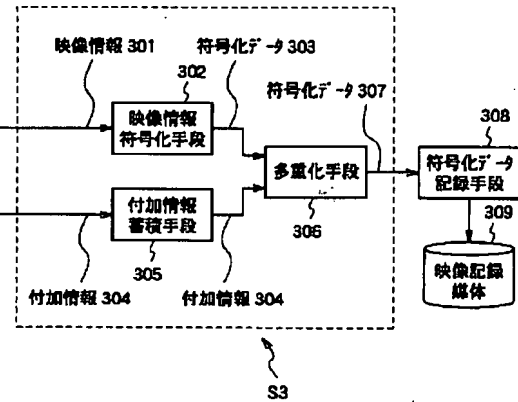 映像情報 301
符号化データ 303
302
符号化データ 307
映像情報
符号化手段
308
多重化手段
符号化データ
記録手段
付加情報
蓄積手段
306
309
305
映像記録
媒体
付加情報 304
付加情報 304
S3